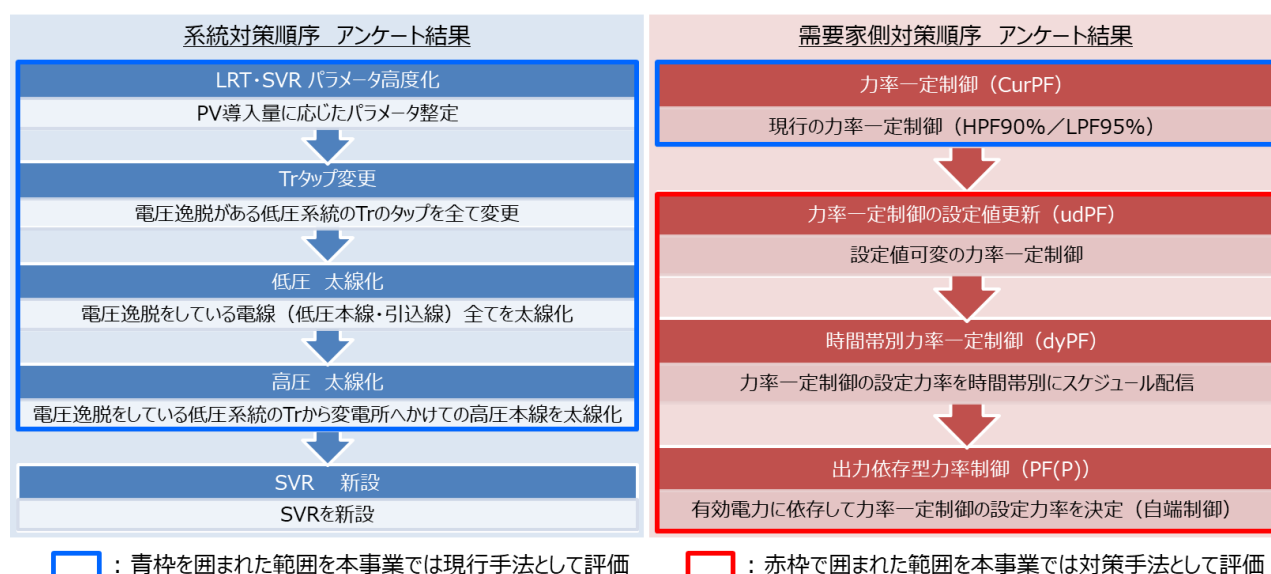 系統対策順序 アンケート結果
LRT・SVR パラメータ高度化
PV導入量に応じたパラメータ整定
Trタップ変更
電圧逸脱がある低圧系統のTrのタップを全て変更
低圧 太線化
電圧逸脱をしている電線（低圧本線・引込線）全てを太線化
高圧 太線化
電圧逸脱をしている低圧系統のTrから変電所へかけての高圧本線を太線化
SVR 新設
SVRを新設
：青枠を囲まれた範囲を本事業では現行手法として評価
需要家側対策順序 アンケート結果
力率一定制御（CurPF）
現行の力率一定制御（HPF90%／LPF95%）
力率一定制御の設定値更新（udPF）
設定値可変の力率一定制御
時間帯別力率一定制御（dyPF）
力率一定制御の設定力率を時間帯別にスケジュール配信
出力依存型力率制御（PF(P)）
有効電力に依存して力率一定制御の設定力率を決定（自端制御）
：赤枠で囲まれた範囲を本事業では対策手法として評価